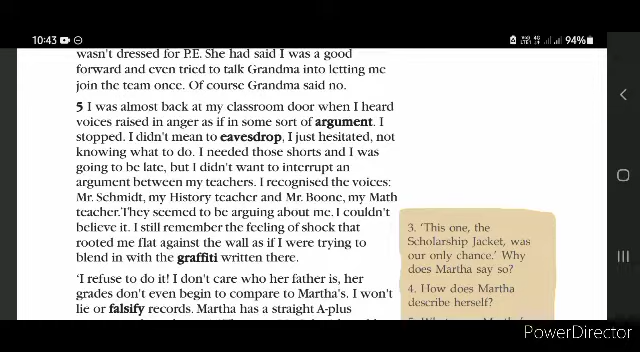 10:43
94%
wasn't dressed for P.E. She had said I was a good
forward and even tried to talk Grandma into letting me
join the team once. Of course Grandma said no.
5 I was almost back at my classroom door when I heard
voices raised in anger as if in some sort of argument. I
stopped. I didn't mean to eavesdrop, I just hesitated, not
knowing what to do. I needed those shorts and I was
going to be late, but I didn't want to interrupt an
argument between my teachers. I recognised the voices:
Mr. Schmidt, my History teacher and Mr. Boone, my Math
teacher.They seemed to be arguing about me. I couldn't
believe it. I still remember the feeling of shock that
rooted me flat against the wall as if I were trying to
blend in with the graffiti written there.
'I refuse to do it! I don't care who her father is, her
grades don't even begin to compare to Martha's. I won't
lie or falsify records. Martha has a straight A-plus
3. 'This one, the
Scholarship Jacket, was
our only chance.' Why
does Martha say so?
4. How does Martha
describe herself?
PowerDirector